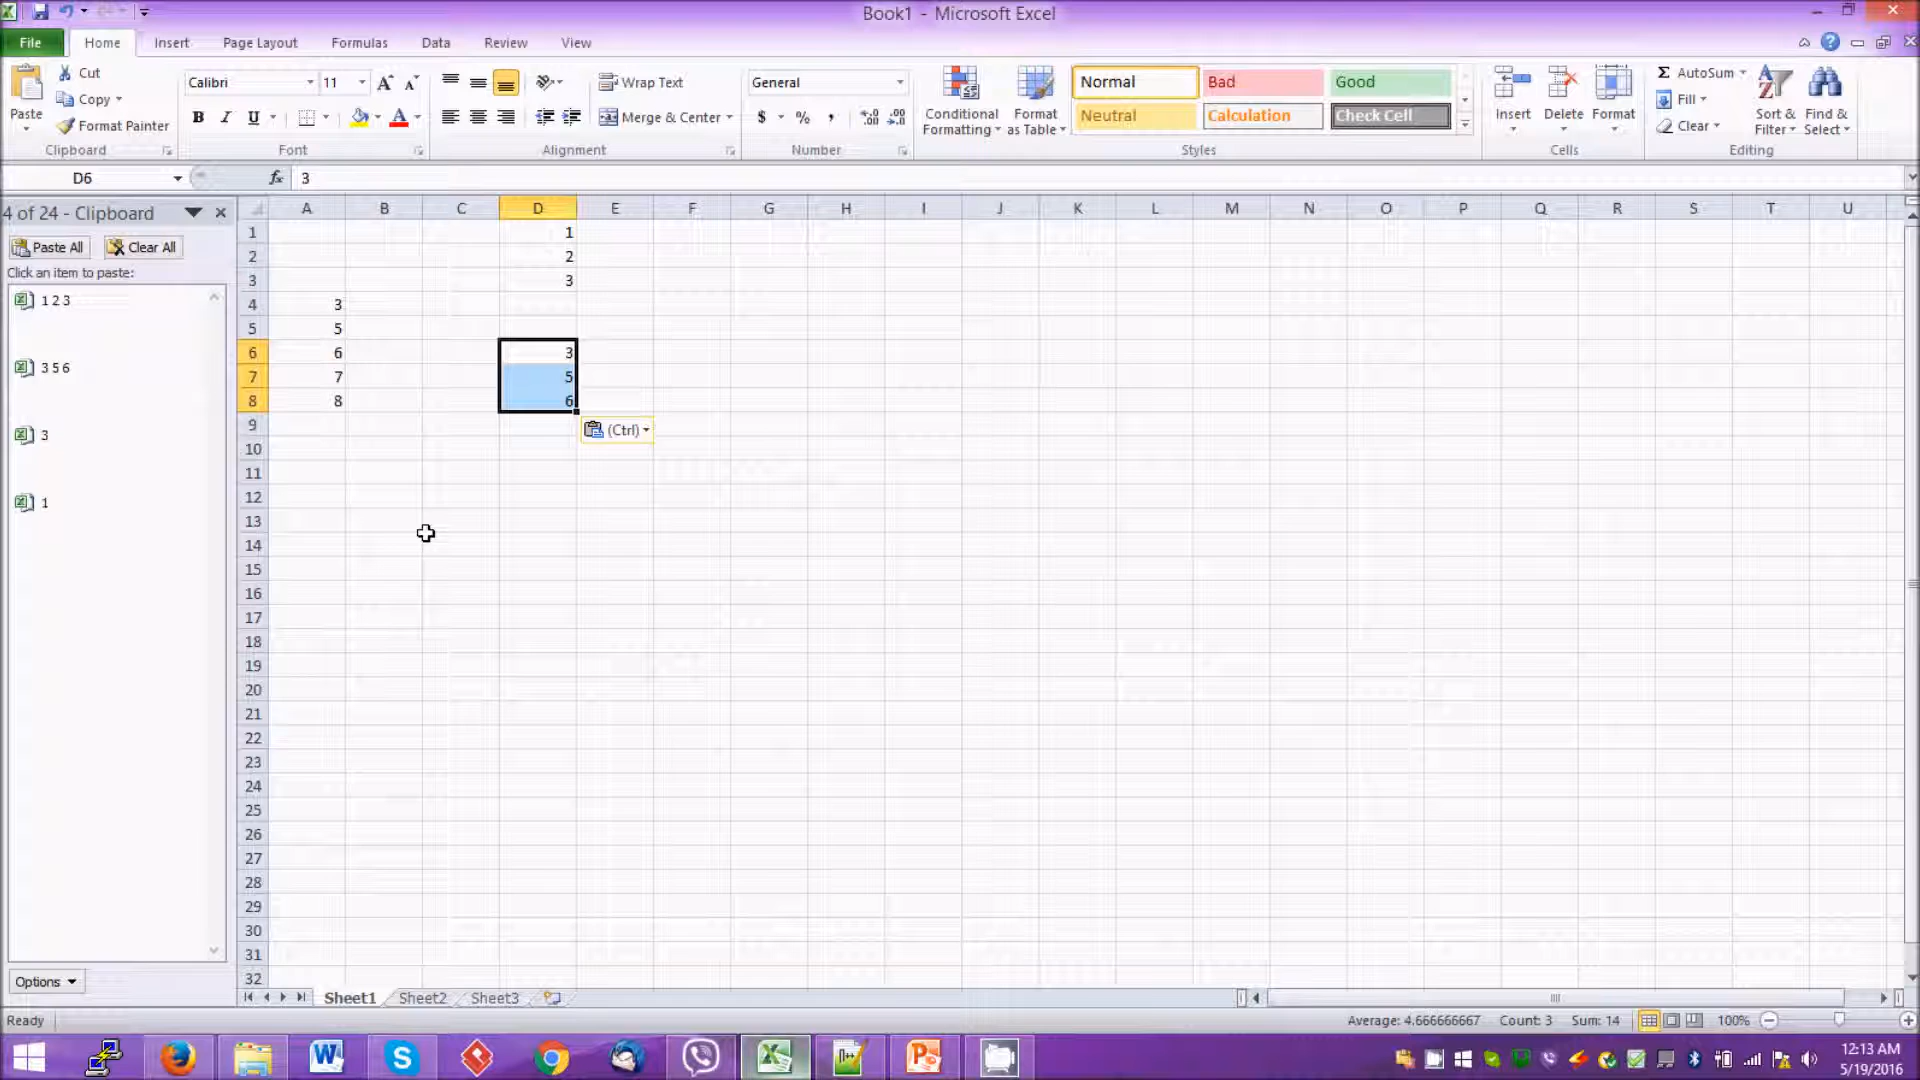 Book1 - Microsoft Excel
File Home Insert Page Layout Formulas Data Review View
Paste
Cut
Copy
Format Painter
Clipboard
Calibri 11
B I U
Font
Wrap Text
Merge & Center
Alignment
General
$ % ,
Number
Conditional Formatting
Format as Table
Normal Bad Good
Neutral Calculation Check Cell
Styles
Insert Delete Format
Cells
Σ AutoSum
Fill
Clear
Sort & Filter
Find & Select
Editing
D6 fx 3
4 of 24 - Clipboard
Paste All Clear All
Click an item to paste:
1 2 3
3 5 6
3
1
Options
A B C D E F G H I J K L M N O P Q R S T U
1 1
2 2
3 3
4 3
5 5
6 6 3
7 7 5
8 8 6
9 (Ctrl)
10
11
12
13
14
15
16
17
18
19
20
21
22
23
24
25
26
27
28
29
30
31
32
Sheet1 Sheet2 Sheet3
Ready Average: 4.666666667 Count: 3 Sum: 14 100%
12:13 AM
5/19/2016